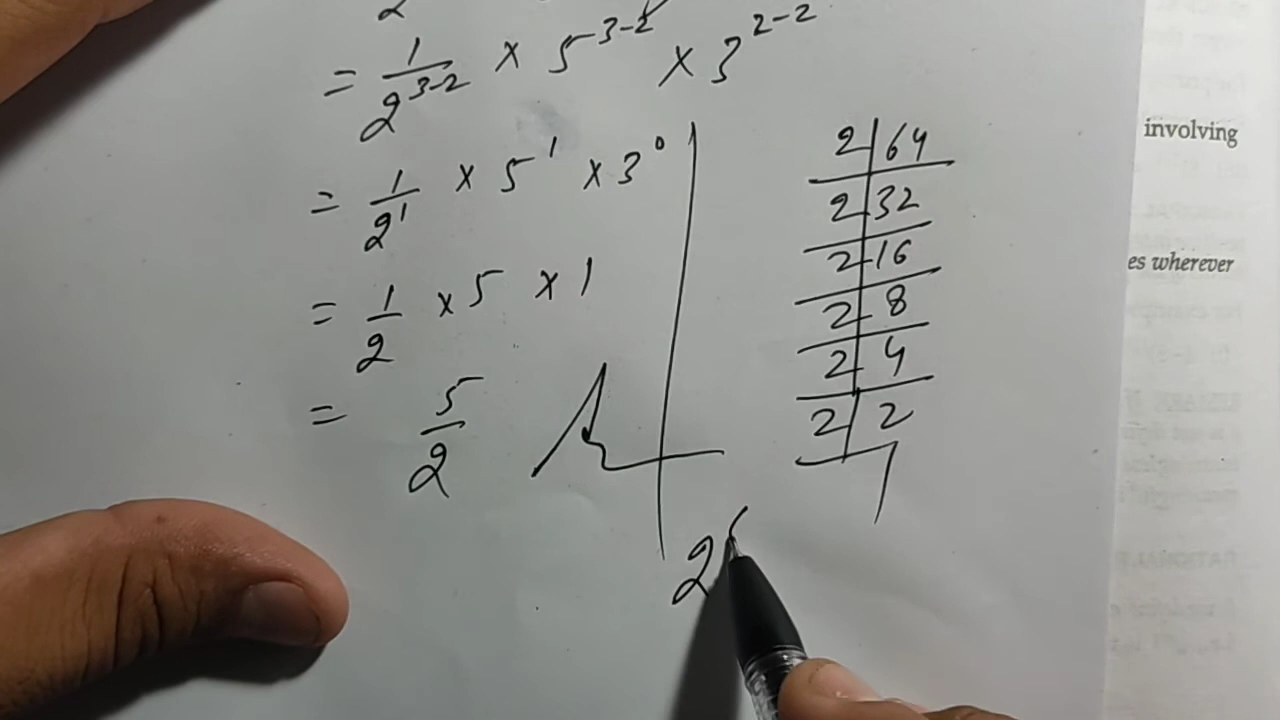 2
= 1/2^{3-2} × 5^{3-2} × 3^{2-2}
= 1/2^1 × 5^1 × 3^0
= 1/2 × 5 × 1
= 5/2
2 | 64
2 | 32
2 | 16
2 | 8
2 | 4
2 | 2
1
2
involving
es wherever